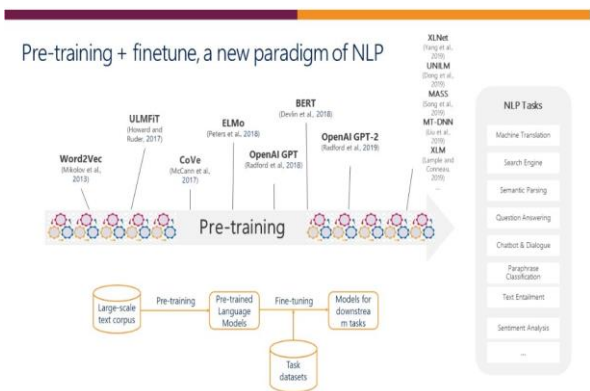 Pre-training + finetune, a new paradigm of NLP
Word2Vec
(Mikolov et al.,
2013)
ULMFiT
(Howard and
Ruder, 2017)
CoVe
(McCann et al.,
2017)
ELMo
(Peters et al., 2018)
OpenAI GPT
(Radford et al., 2018)
BERT
(Devlin et al., 2018)
OpenAI GPT-2
(Radford et al., 2019)
XLNet
(Yang et al.,
2019)
UNILM
(Dong et al.,
2019)
MASS
(Song et al.,
2019)
MT-DNN
(Liu et al.,
2019)
XLM
(Lample and
Conneau,
2019)
...
Pre-training
Large-scale
text corpus
Pre-training
Pre-trained
Language
Models
Fine-tuning
Models for
downstrea
m tasks
Task
datasets
NLP Tasks
Machine Translation
Search Engine
Semantic Parsing
Question Answering
Chatbot & Dialogue
Paraphrase
Classification
Text Entailment
Sentiment Analysis
...